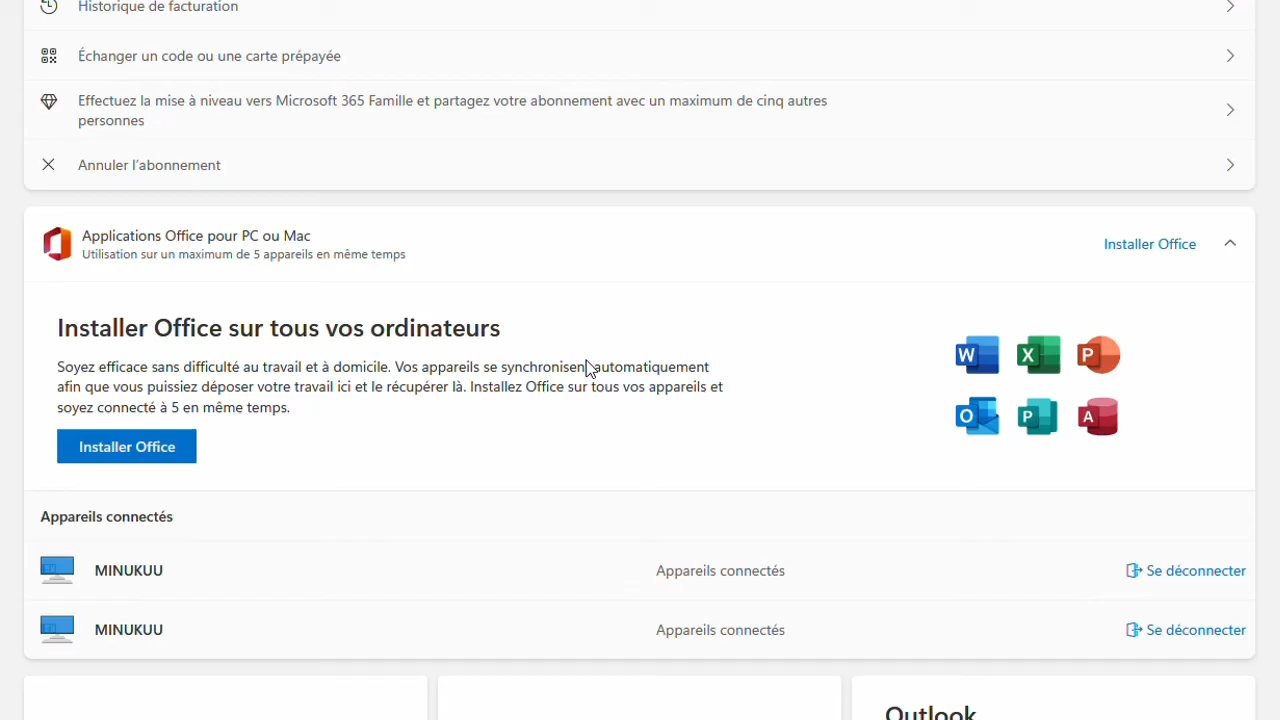 Historique de facturation
Échanger un code ou une carte prépayée
Effectuez la mise à niveau vers Microsoft 365 Famille et partagez votre abonnement avec un maximum de cinq autres
personnes
Annuler l'abonnement
Applications Office pour PC ou Mac
Utilisation sur un maximum de 5 appareils en même temps
Installer Office
Installer Office sur tous vos ordinateurs
Soyez efficace sans difficulté au travail et à domicile. Vos appareils se synchronisent automatiquement
afin que vous puissiez déposer votre travail ici et le récupérer là. Installez Office sur tous vos appareils et
soyez connecté à 5 en même temps.
W X P
O P A
Installer Office
Appareils connectés
MINUKUU Appareils connectés Se déconnecter
MINUKUU Appareils connectés Se déconnecter
Outlook